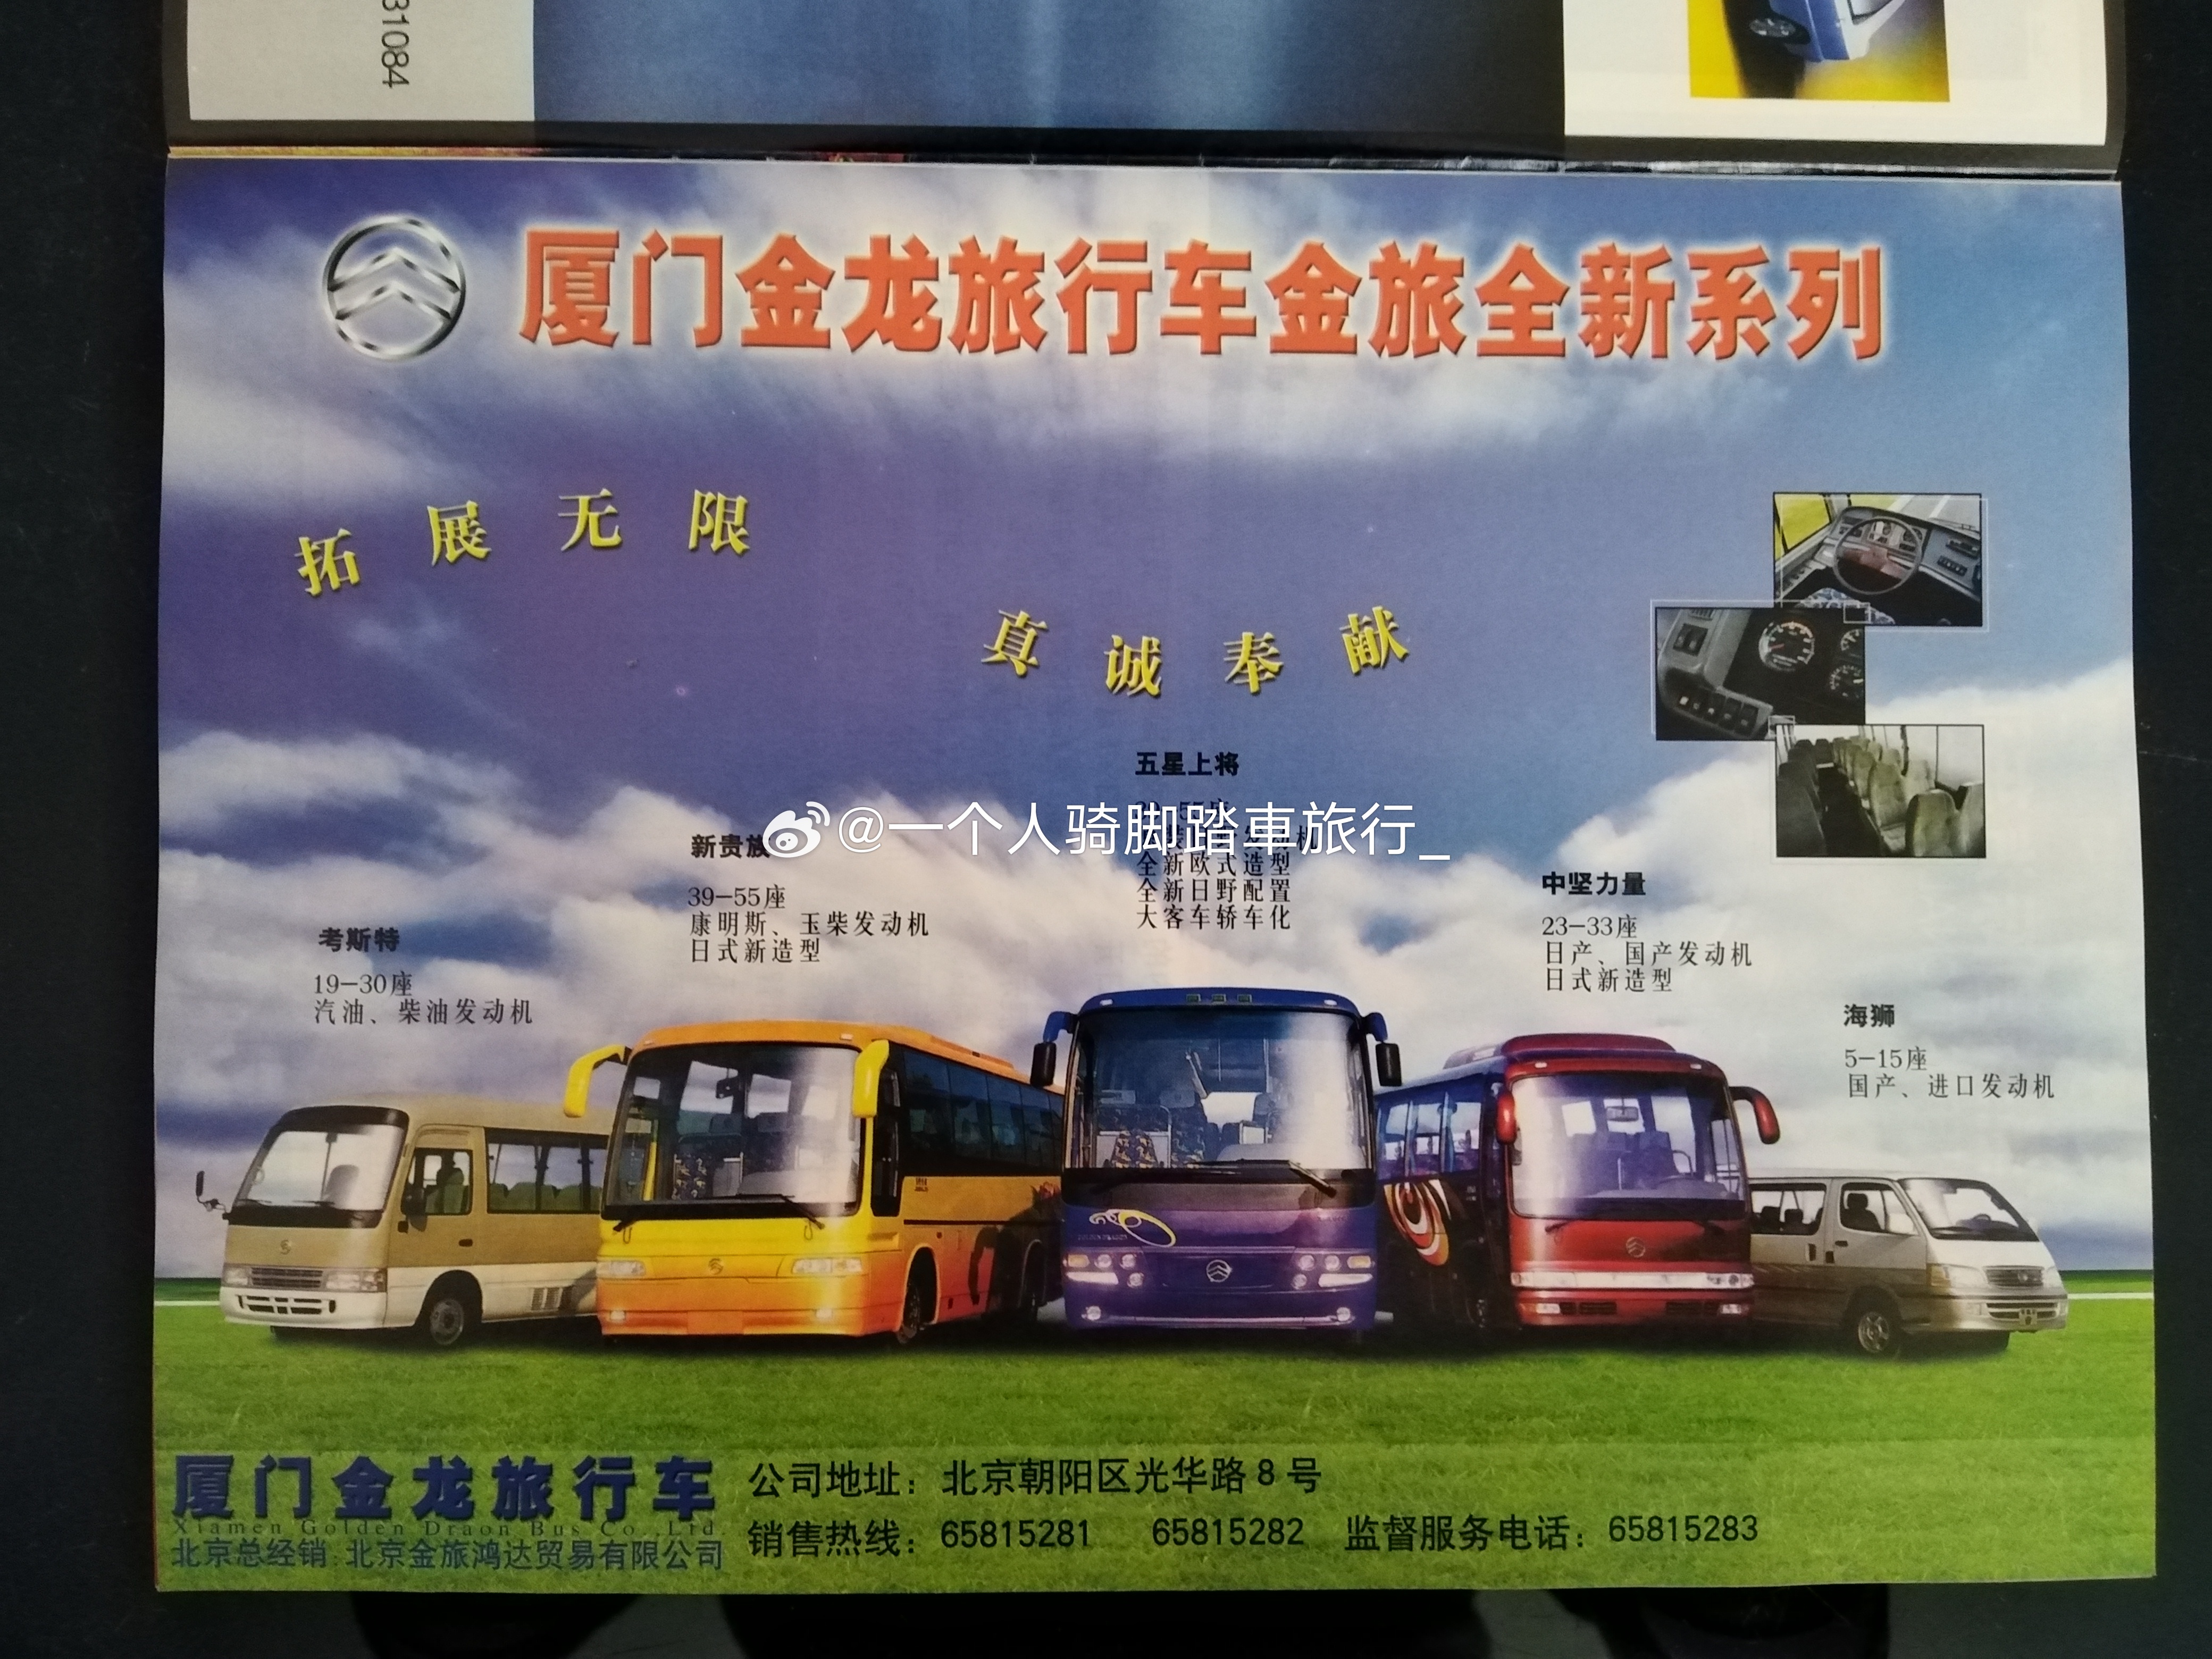 31084
厦门金龙旅行车金旅全新系列
拓展无限
真诚奉献
五星上将
全新欧式造型
全新日野配置
大客车轿车化
@一个人骑脚踏車旅行_
新贵族
39-55座
康明斯、玉柴发动机
日式新造型
中坚力量
23-33座
日产、国产发动机
日式新造型
考斯特
19-30座
汽油、柴油发动机
海狮
5-15座
国产、进口发动机
厦门金龙旅行车
Xiamen Golden Draon Bus Co.,Ltd.
北京总经销:北京金旅鸿达贸易有限公司
公司地址：北京朝阳区光华路8号
销售热线：65815281 65815282 监督服务电话：65815283